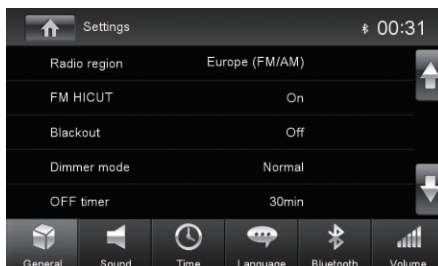 Settings 00:31
Radio region Europe (FM/AM)
FM HICUT On
Blackout Off
Dimmer mode Normal
OFF timer 30min
General Sound Time Language Bluetooth Volume